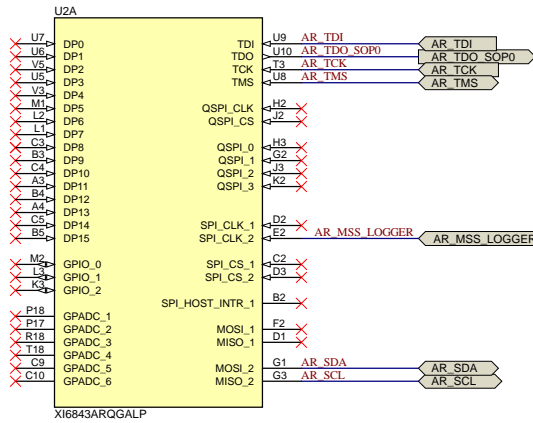 U2A
U7 DP0 TDI U9 AR_TDI AR_TDI
U6 DP1 TDO U10 AR_TDO_SOP0 AR_TDO_SOP0
V5 DP2 TCK T3 AR_TCK AR_TCK
U5 DP3 TMS U8 AR_TMS AR_TMS
V3 DP4
M1 DP5 QSPI_CLK H2
L2 DP6 QSPI_CS J2
L1 DP7
C3 DP8 QSPI_0 H3
B3 DP9 QSPI_1 G2
C4 DP10 QSPI_2 J3
A3 DP11 QSPI_3 K2
B4 DP12
A4 DP13
C5 DP14 SPI_CLK_1 D2
B5 DP15 SPI_CLK_2 E2 AR_MSS_LOGGER AR_MSS_LOGGER
M2 GPIO_0 SPI_CS_1 C2
L3 GPIO_1 SPI_CS_2 D3
K3 GPIO_2
SPI_HOST_INTR_1 B2
P18 GPADC_1
P17 GPADC_2 MOSI_1 F2
R18 GPADC_3 MISO_1 D1
T18 GPADC_4
C9 GPADC_5 MOSI_2 G1 AR_SDA AR_SDA
C10 GPADC_6 MISO_2 G3 AR_SCL AR_SCL
XI6843ARQGALP